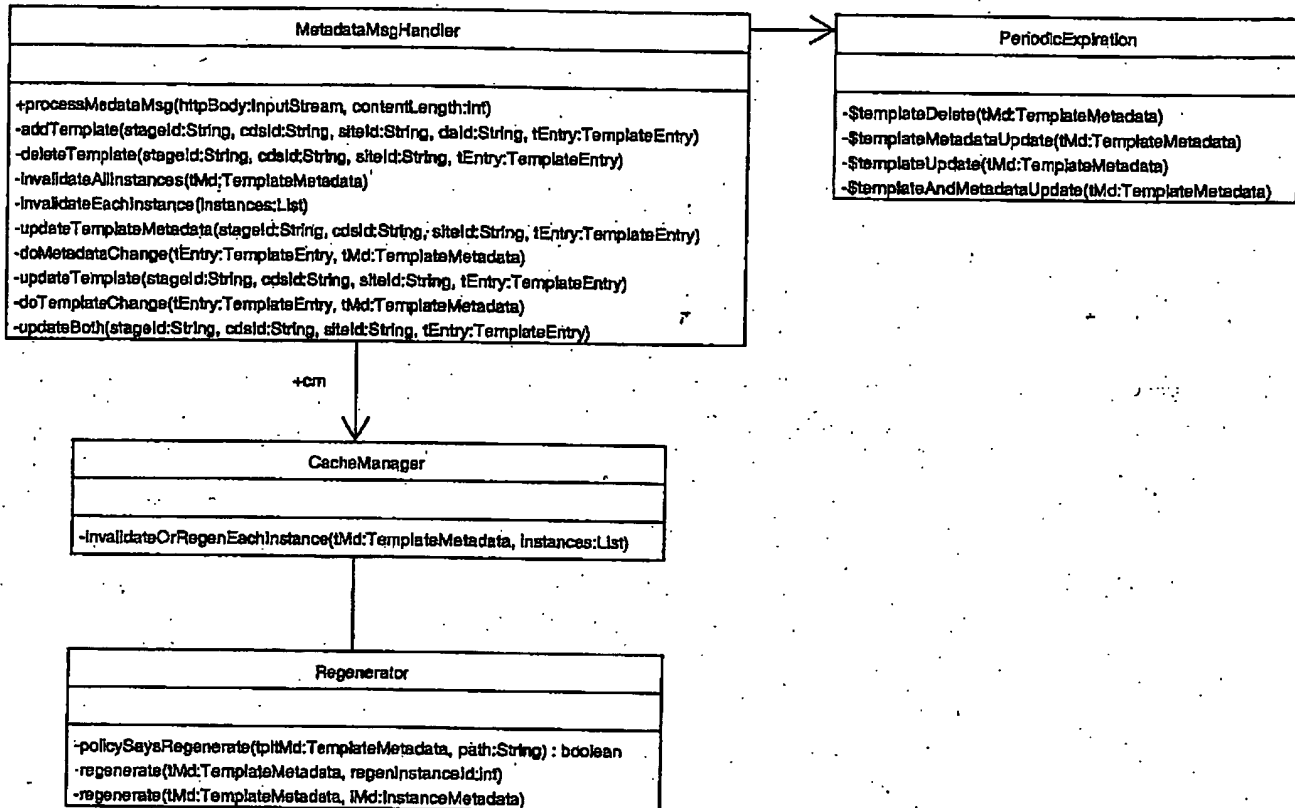 MetadataMsgHandler
+processMedataMsg(httpBody:InputStream, contentLength:int)
-addTemplate(stageId:String, cdsId:String, siteId:String, dsId:String, tEntry:TemplateEntry)
-deleteTemplate(stageId:String, cdsId:String, siteId:String, tEntry:TemplateEntry)
-invalidateAllInstances(tMd:TemplateMetadata)
-invalidateEachInstance(instances:List)
-updateTemplateMetadata(stageId:String, cdsId:String, siteId:String, tEntry:TemplateEntry)
-doMetadataChange(tEntry:TemplateEntry, tMd:TemplateMetadata)
-updateTemplate(stageId:String, cdsId:String, siteId:String, tEntry:TemplateEntry)
-doTemplateChange(tEntry:TemplateEntry, tMd:TemplateMetadata)
-updateBoth(stageId:String, cdsId:String, siteId:String, tEntry:TemplateEntry)
PeriodicExpiration
-$templateDelete(tMd:TemplateMetadata)
-$templateMetadataUpdate(tMd:TemplateMetadata)
-$templateUpdate(tMd:TemplateMetadata)
-$templateAndMetadataUpdate(tMd:TemplateMetadata)
+cm
CacheManager
-invalidateOrRegenEachInstance(tMd:TemplateMetadata, instances:List)
Regenerator
-policySaysRegenerate(tpltMd:TemplateMetadata, path:String) : boolean
-regenerate(tMd:TemplateMetadata, regenInstanceId:int)
-regenerate(tMd:TemplateMetadata, iMd:InstanceMetadata)